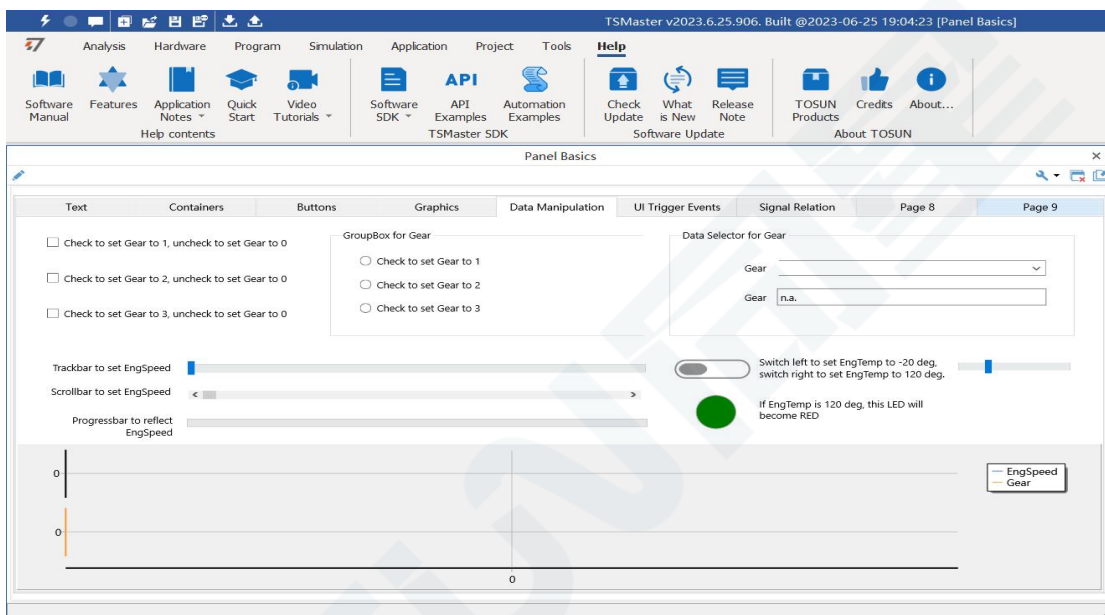 TSMaster v2023.6.25.906. Built @2023-06-25 19:04:23 [Panel Basics]
Analysis Hardware Program Simulation Application Project Tools Help
Software Manual
Features
Application Notes
Quick Start
Video Tutorials
Software SDK
API
API Examples
Automation Examples
Check Update
What is New
Release Note
TOSUN Products
Credits
About...
Help contents
TSMaster SDK
Software Update
About TOSUN
Panel Basics
Text Containers Buttons Graphics Data Manipulation UI Trigger Events Signal Relation Page 8 Page 9
Check to set Gear to 1, uncheck to set Gear to 0
Check to set Gear to 2, uncheck to set Gear to 0
Check to set Gear to 3, uncheck to set Gear to 0
GroupBox for Gear
Check to set Gear to 1
Check to set Gear to 2
Check to set Gear to 3
Data Selector for Gear
Gear
Gear n.a.
Trackbar to set EngSpeed
Scrollbar to set EngSpeed
Progressbar to reflect
EngSpeed
Switch left to set EngTemp to -20 deg,
switch right to set EngTemp to 120 deg.
If EngTemp is 120 deg, this LED will
become RED
0
0
0
EngSpeed
Gear